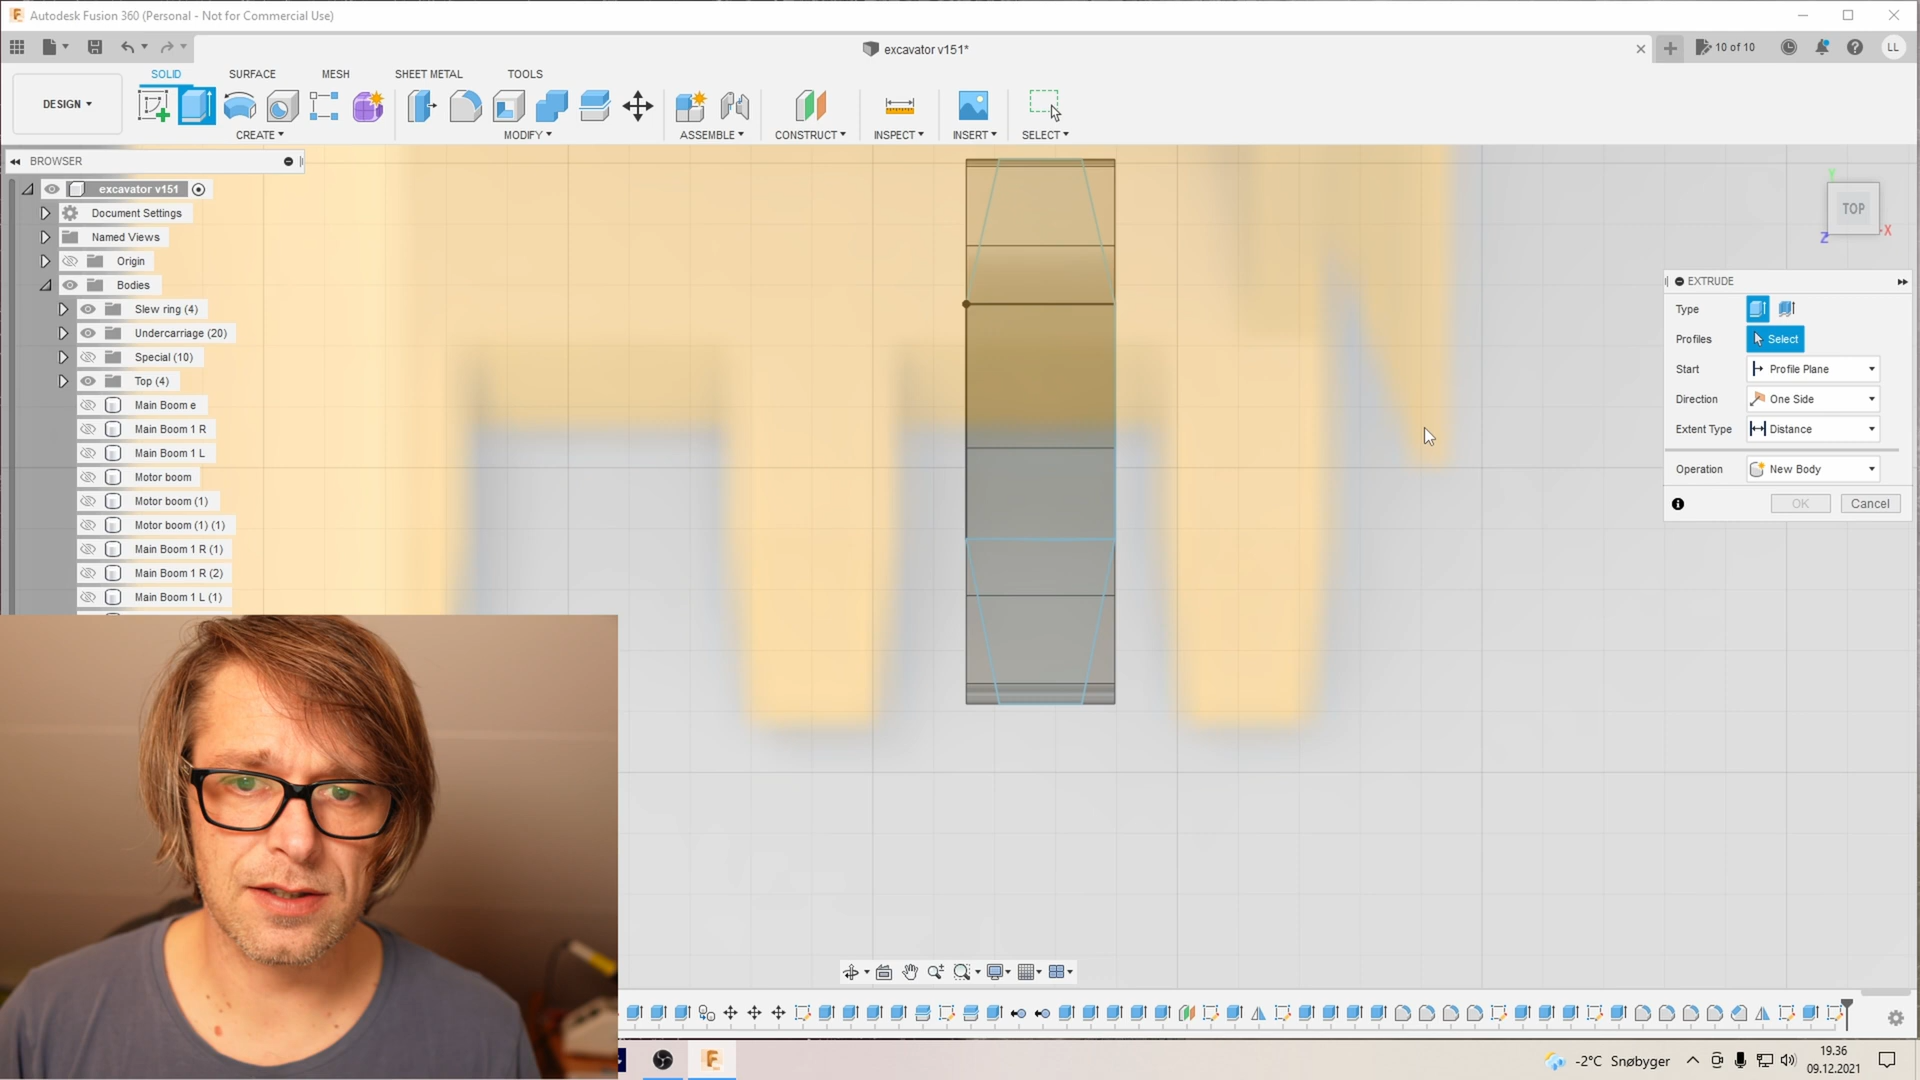 Autodesk Fusion 360 (Personal - Not for Commercial Use)
excavator v151*
10 of 10
LL
DESIGN
SOLID
SURFACE
MESH
SHEET METAL
TOOLS
CREATE
MODIFY
ASSEMBLE
CONSTRUCT
INSPECT
INSERT
SELECT
BROWSER
excavator v151
Document Settings
Named Views
Origin
Bodies
Slew ring (4)
Undercarriage (20)
Special (10)
Top (4)
Main Boom e
Main Boom 1 R
Main Boom 1 L
Motor boom
Motor boom (1)
Motor boom (1) (1)
Main Boom 1 R (1)
Main Boom 1 R (2)
Main Boom 1 L (1)
Y
TOP
X
Z
EXTRUDE
Type
Profiles
Select
Start
Profile Plane
Direction
One Side
Extent Type
Distance
Operation
New Body
OK
Cancel
-2°C Snøbyger
19.36
09.12.2021